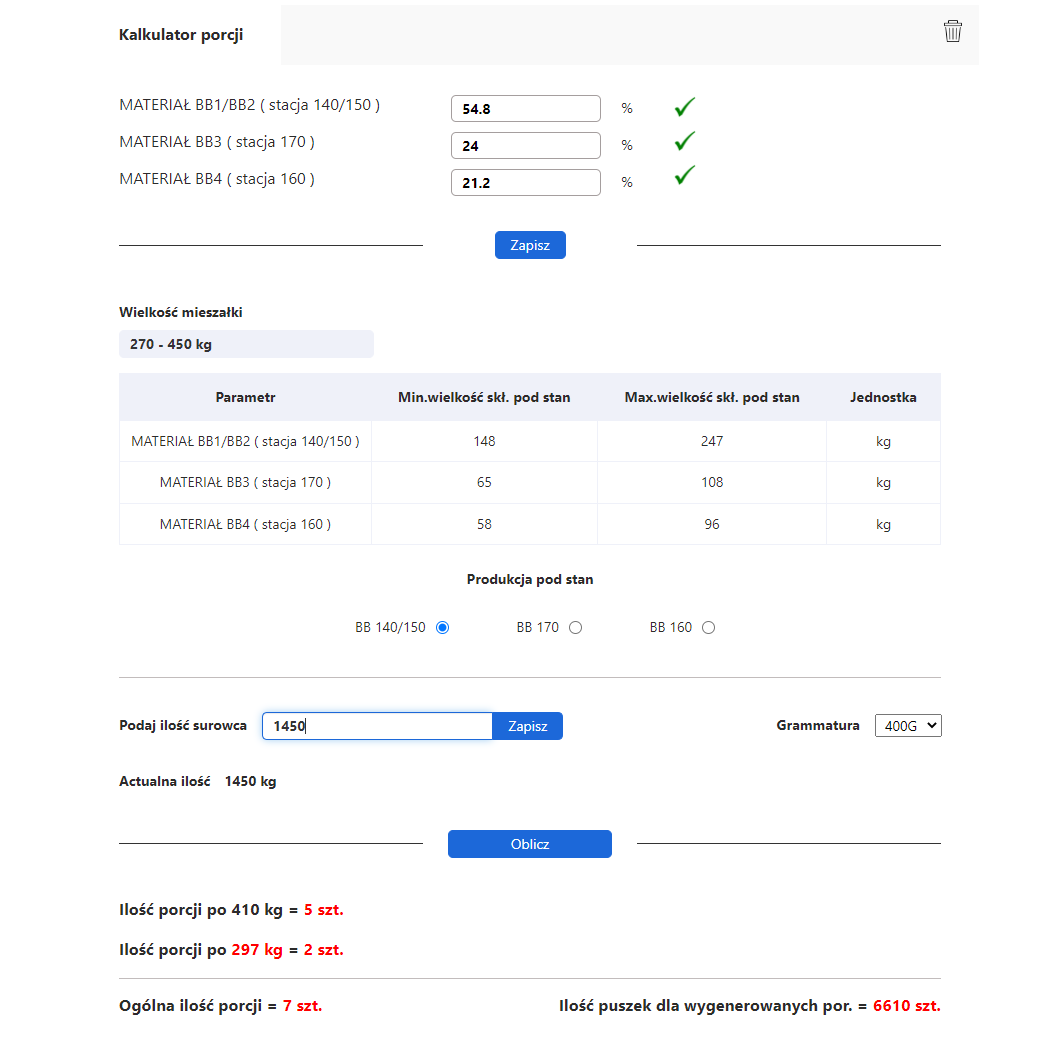 Kalkulator porcji
MATERIAŁ BB1/BB2 ( stacja 140/150 ) 54.8 %
MATERIAŁ BB3 ( stacja 170 ) 24 %
MATERIAŁ BB4 ( stacja 160 ) 21.2 %
Zapisz
Wielkość mieszałki
270 - 450 kg
Parametr Min.wielkość skł. pod stan Max.wielkość skł. pod stan Jednostka
MATERIAŁ BB1/BB2 ( stacja 140/150 ) 148 247 kg
MATERIAŁ BB3 ( stacja 170 ) 65 108 kg
MATERIAŁ BB4 ( stacja 160 ) 58 96 kg
Produkcja pod stan
BB 140/150 BB 170 BB 160
Podaj ilość surowca 1450 Zapisz Grammatura 400G
Actualna ilość 1450 kg
Oblicz
Ilość porcji po 410 kg = 5 szt.
Ilość porcji po 297 kg = 2 szt.
Ogólna ilość porcji = 7 szt. Ilość puszek dla wygenerowanych por. = 6610 szt.